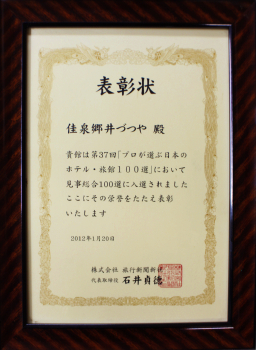 表彰状
佳泉郷井づつや 殿
貴館は第37回「プロが選ぶ日本の
ホテル・旅館100選」において
見事総合100選に入選されました
ここにその栄誉をたたえ表彰
いたします
2012年1月20日
株式会社 旅行新聞新社
代表取締役 石井貞德